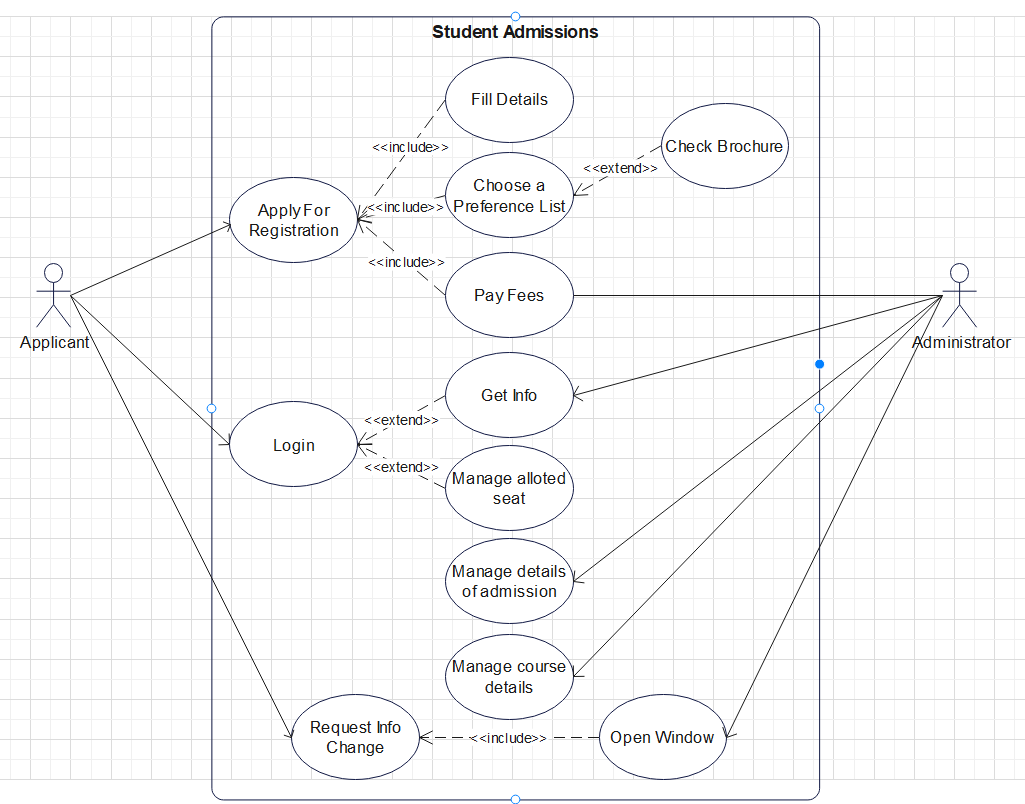 Student Admissions
Fill Details
<<include>>
Check Brochure
<<extend>>
Choose a
Preference List
<<include>>
Apply For
Registration
<<include>>
Pay Fees
Applicant
Administrator
Get Info
<<extend>>
Login
<<extend>>
Manage alloted
seat
Manage details
of admission
Manage course
details
Request Info
Change
<<include>>
Open Window